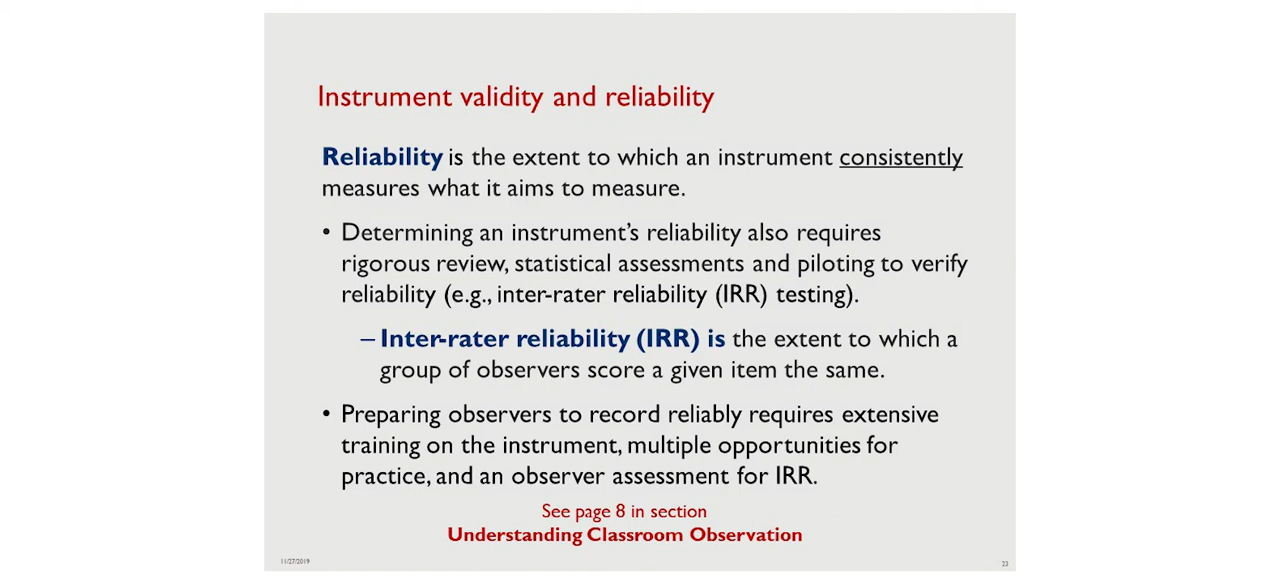 Instrument validity and reliability
Reliability is the extent to which an instrument consistently
measures what it aims to measure.
• Determining an instrument's reliability also requires
rigorous review, statistical assessments and piloting to verify
reliability (e.g., inter-rater reliability (IRR) testing).
– Inter-rater reliability (IRR) is the extent to which a
group of observers score a given item the same.
• Preparing observers to record reliably requires extensive
training on the instrument, multiple opportunities for
practice, and an observer assessment for IRR.
See page 8 in section
Understanding Classroom Observation
11/27/2019
23